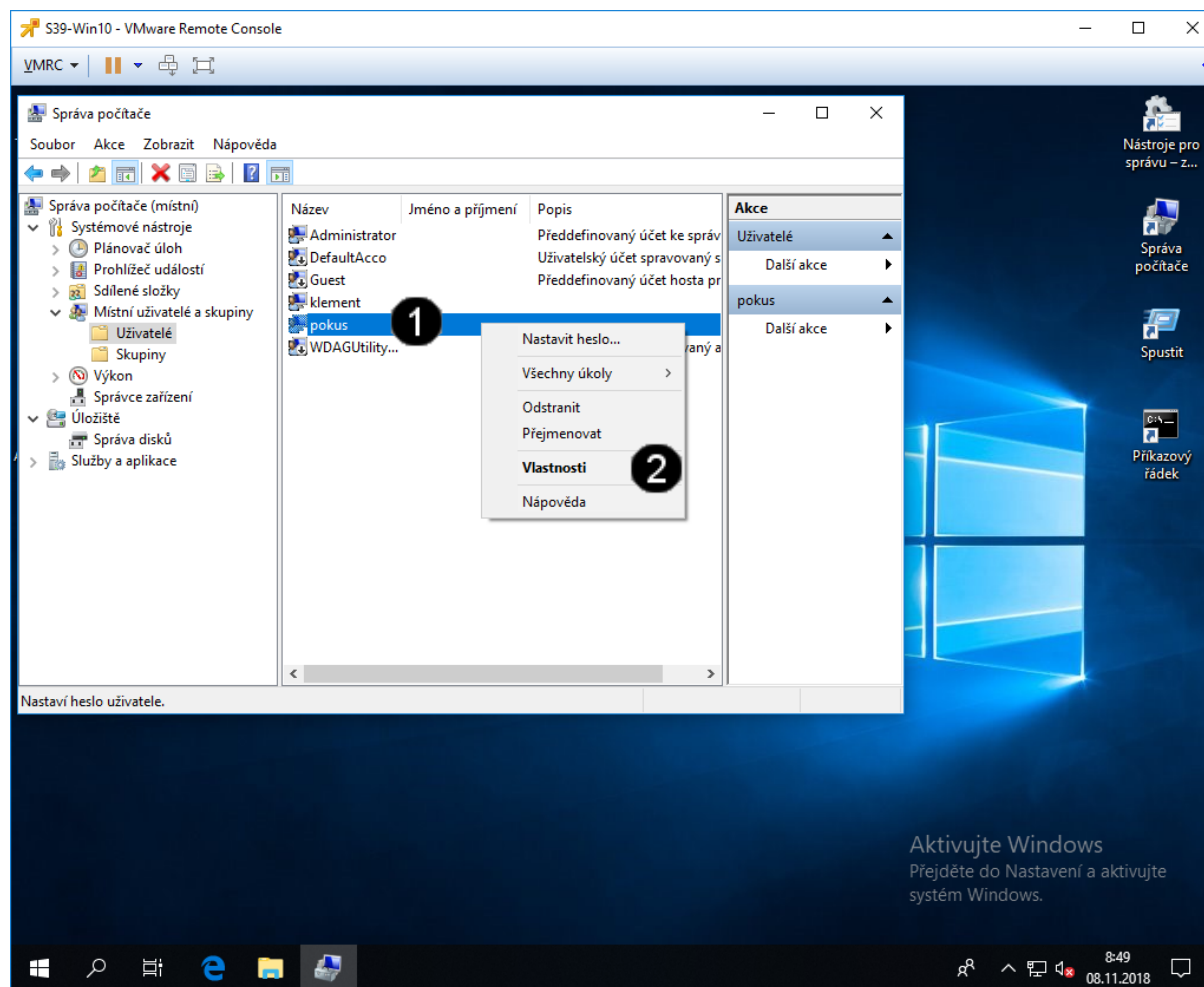 S39-Win10 - VMware Remote Console
VMRC
Správa počítače
Soubor Akce Zobrazit Nápověda
Správa počítače (místní)
Systémové nástroje
Plánovač úloh
Prohlížeč událostí
Sdílené složky
Místní uživatelé a skupiny
Uživatelé
Skupiny
Výkon
Správce zařízení
Úložiště
Správa disků
Služby a aplikace
Název Jméno a příjmení Popis
Administrator Předdefinovaný účet ke správ
DefaultAcco Uživatelský účet spravovaný s
Guest Předdefinovaný účet hosta pr
klement
pokus
WDAGUtility... vaný a
1
Nastavit heslo...
Všechny úkoly
Odstranit
Přejmenovat
Vlastnosti
2
Nápověda
Akce
Uživatelé
Další akce
pokus
Další akce
Nastaví heslo uživatele.
Nástroje pro
správu – z...
Správa
počítače
Spustit
Příkazový
řádek
Aktivujte Windows
Přejděte do Nastavení a aktivujte
systém Windows.
8:49
08.11.2018